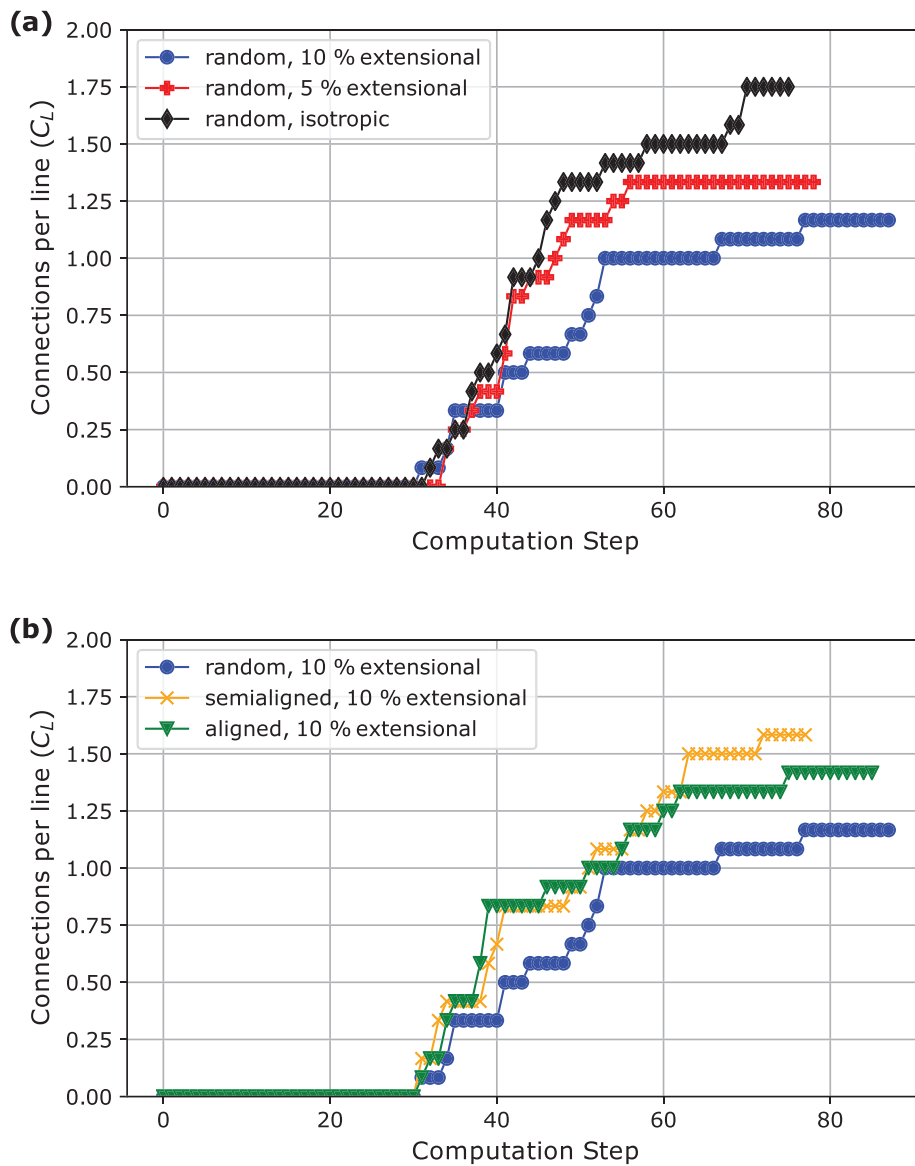 (a)
2.00
1.75
1.50
1.25
1.00
0.75
0.50
0.25
0.00
Connections per line (C_L)
random, 10 % extensional
random, 5 % extensional
random, isotropic
0 20 40 60 80
Computation Step
(b)
2.00
1.75
1.50
1.25
1.00
0.75
0.50
0.25
0.00
Connections per line (C_L)
random, 10 % extensional
semialigned, 10 % extensional
aligned, 10 % extensional
0 20 40 60 80
Computation Step